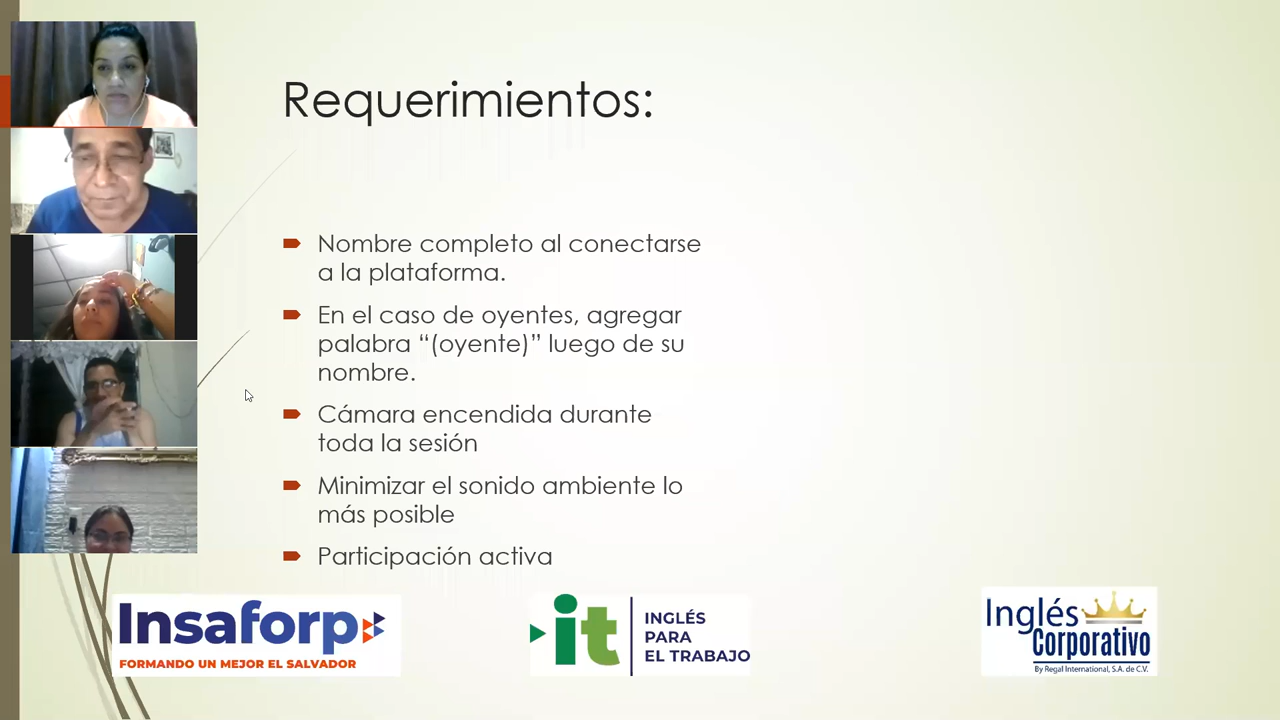 Requerimientos:
Nombre completo al conectarse
a la plataforma.
En el caso de oyentes, agregar
palabra “(oyente)” luego de su
nombre.
Cámara encendida durante
toda la sesión
Minimizar el sonido ambiente lo
más posible
Participación activa
Insaforp
FORMANDO UN MEJOR EL SALVADOR
it
INGLÉS
PARA
EL TRABAJO
Inglés
Corporativo
By Regal International, S.A. de C.V.